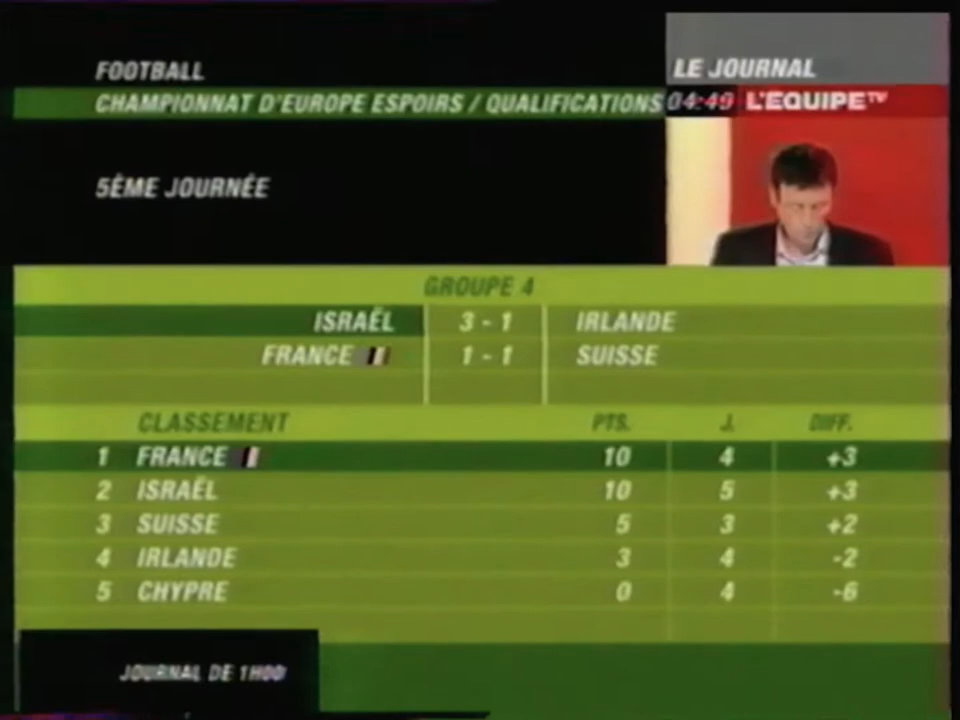 FOOTBALL
LE JOURNAL
CHAMPIONNAT D'EUROPE ESPOIRS / QUALIFICATIONS
04:49 L'EQUIPE TV
5ÈME JOURNÉE
GROUPE 4
ISRAËL 3 - 1 IRLANDE
FRANCE 1 - 1 SUISSE
CLASSEMENT PTS. J. DIFF.
1 FRANCE 10 4 +3
2 ISRAËL 10 5 +3
3 SUISSE 5 3 +2
4 IRLANDE 3 4 -2
5 CHYPRE 0 4 -6
JOURNAL DE 1H00